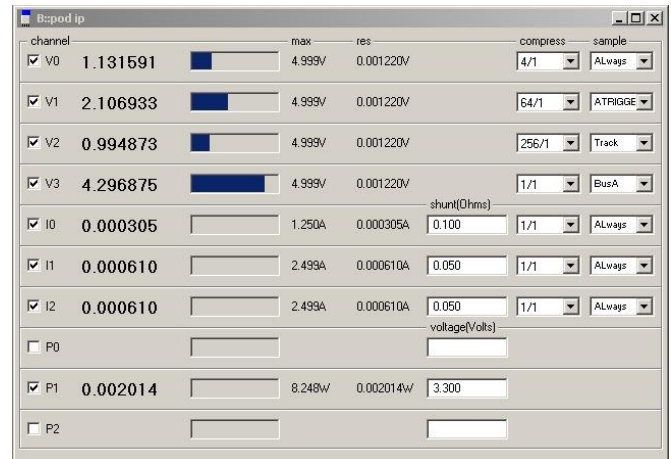 B::pod ip
channel max res compress sample
V0 1.131591 4.999V 0.001220V 4/1 ALways
V1 2.106933 4.999V 0.001220V 64/1 ATRIGGE
V2 0.994873 4.999V 0.001220V 256/1 Track
V3 4.296875 4.999V 0.001220V 1/1 BusA
shunt(Ohms)
I0 0.000305 1.250A 0.000305A 0.100 1/1 ALways
I1 0.000610 2.499A 0.000610A 0.050 1/1 ALways
I2 0.000610 2.499A 0.000610A 0.050 1/1 ALways
voltage(Volts)
P0
P1 0.002014 8.248W 0.002014W 3.300
P2